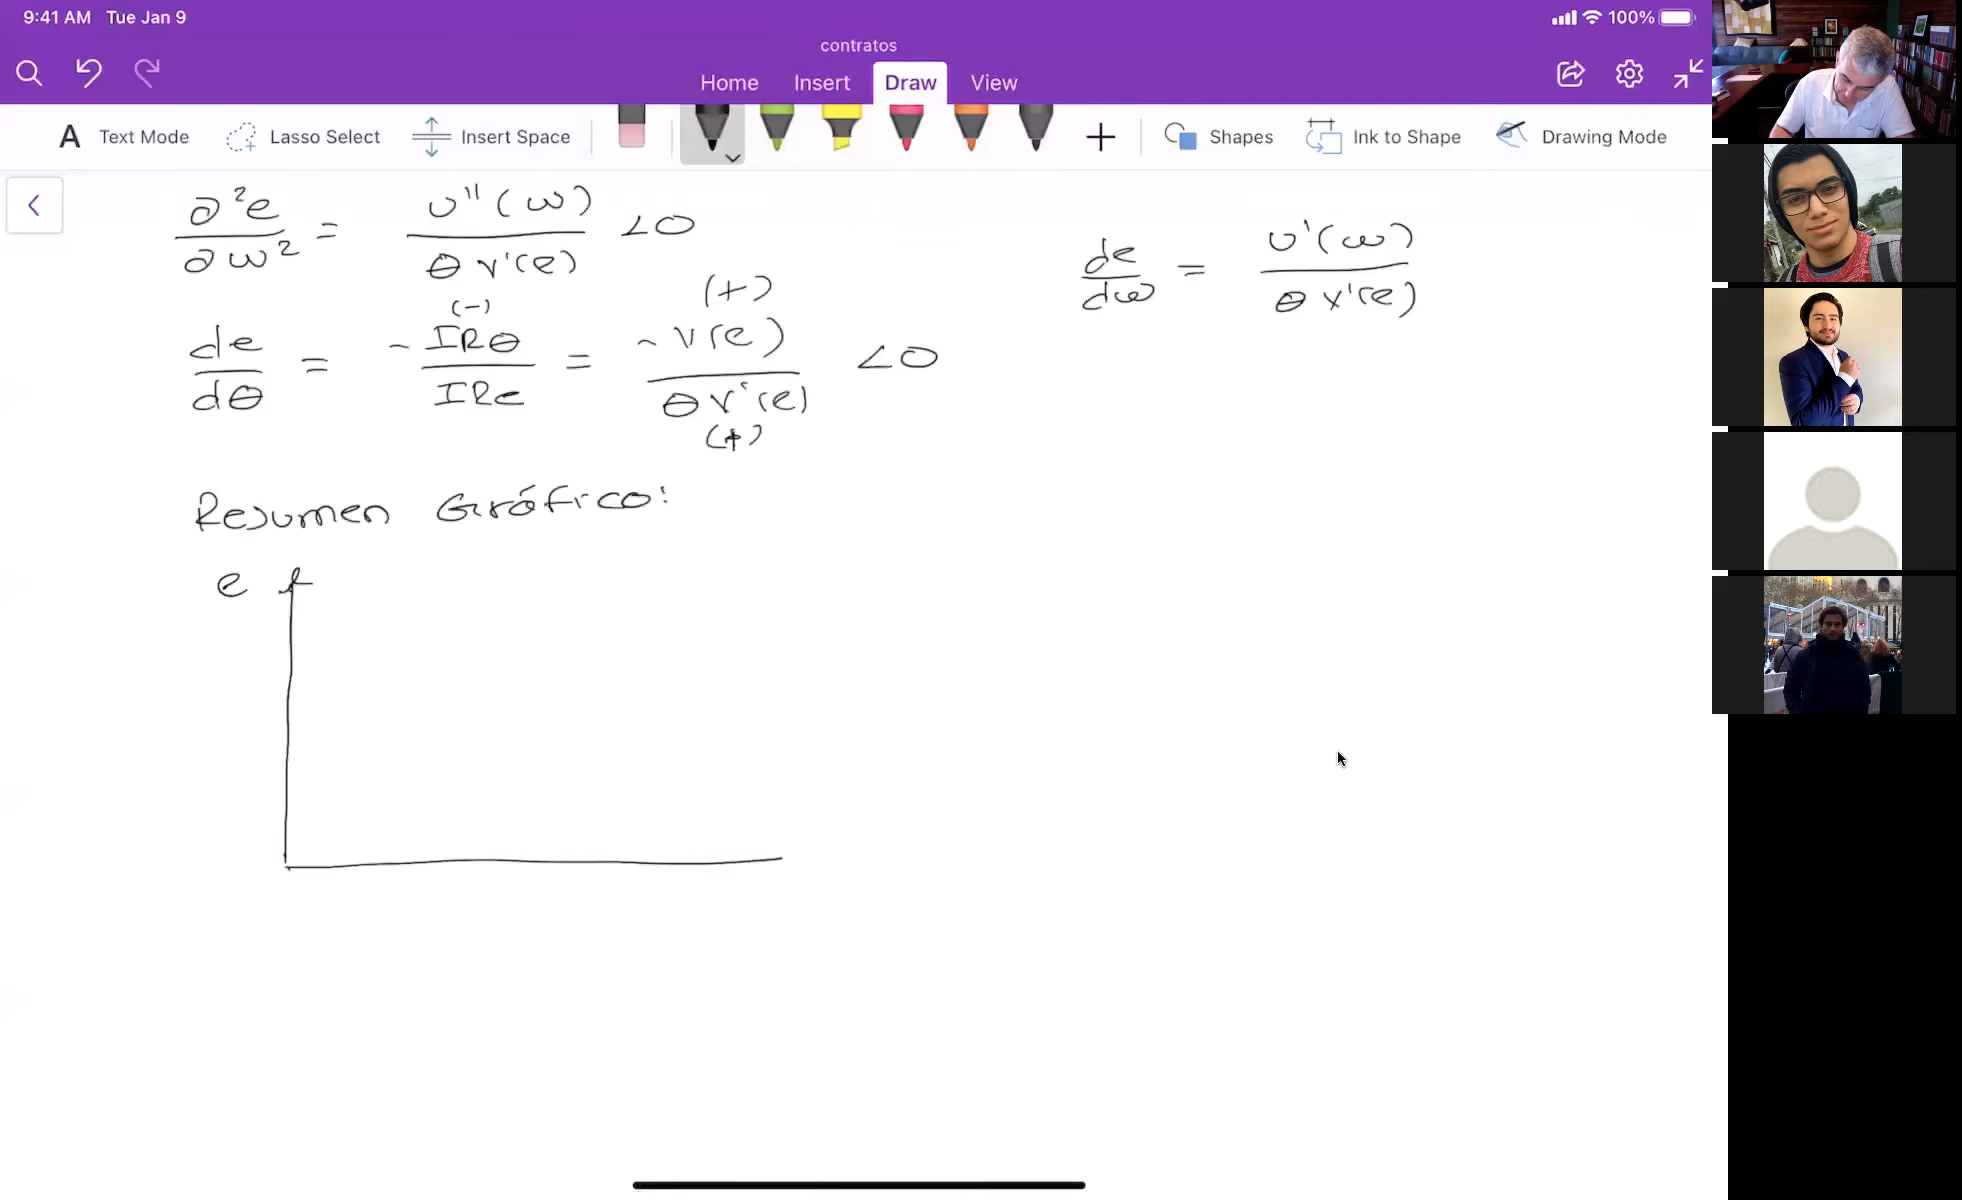 9:41 AM Tue Jan 9
100%
contratos
Home Insert Draw View
A Text Mode Lasso Select Insert Space Shapes Ink to Shape Drawing Mode
∂²e/∂w² = u''(w)/θ v'(e) <0
de/dw = u'(w)/θ v'(e)
(-) (+)
de/dθ = - IRθ/IRe = - v(e)/θ v'(e) <0
(+)
Resumen Gráfico:
e